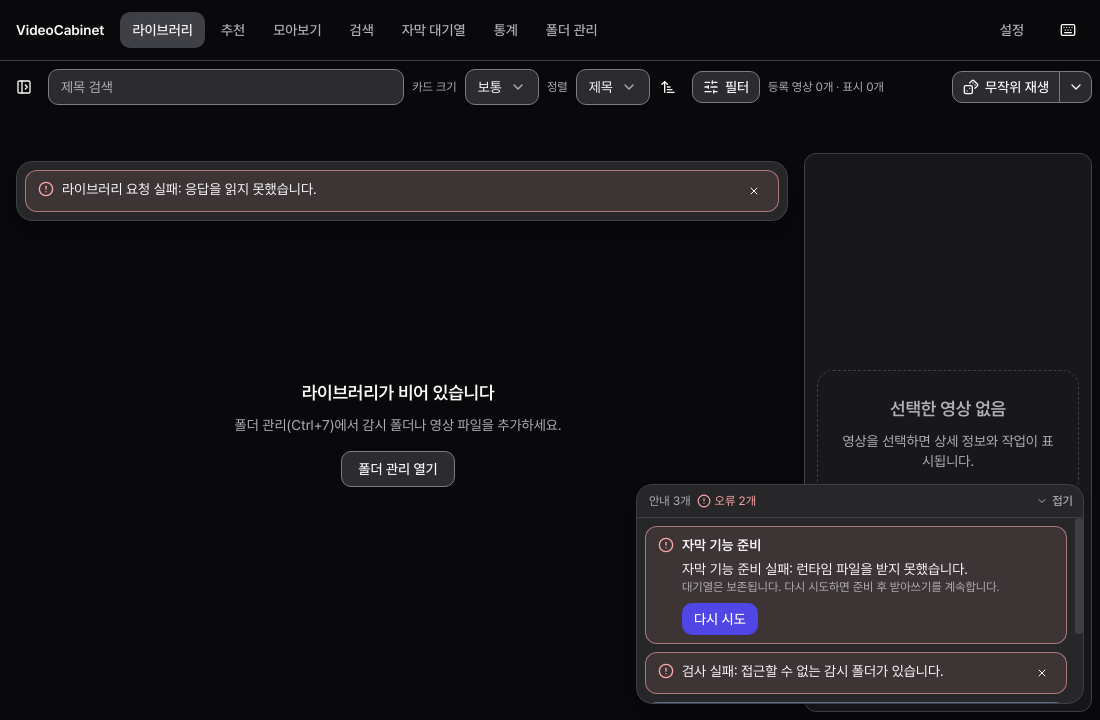 VideoCabinet 라이브러리 추천 모아보기 검색 자막 대기열 통계 폴더 관리 설정
제목 검색 카드 크기 보통 정렬 제목 필터 등록 영상 0개 · 표시 0개 무작위 재생
라이브러리 요청 실패: 응답을 읽지 못했습니다.
라이브러리가 비어 있습니다
폴더 관리(Ctrl+7)에서 감시 폴더나 영상 파일을 추가하세요.
폴더 관리 열기
선택한 영상 없음
영상을 선택하면 상세 정보와 작업이 표
시됩니다.
안내 3개 오류 2개 접기
자막 기능 준비
자막 기능 준비 실패: 런타임 파일을 받지 못했습니다.
대기열은 보존됩니다. 다시 시도하면 준비 후 받아쓰기를 계속합니다.
다시 시도
검사 실패: 접근할 수 없는 감시 폴더가 있습니다.